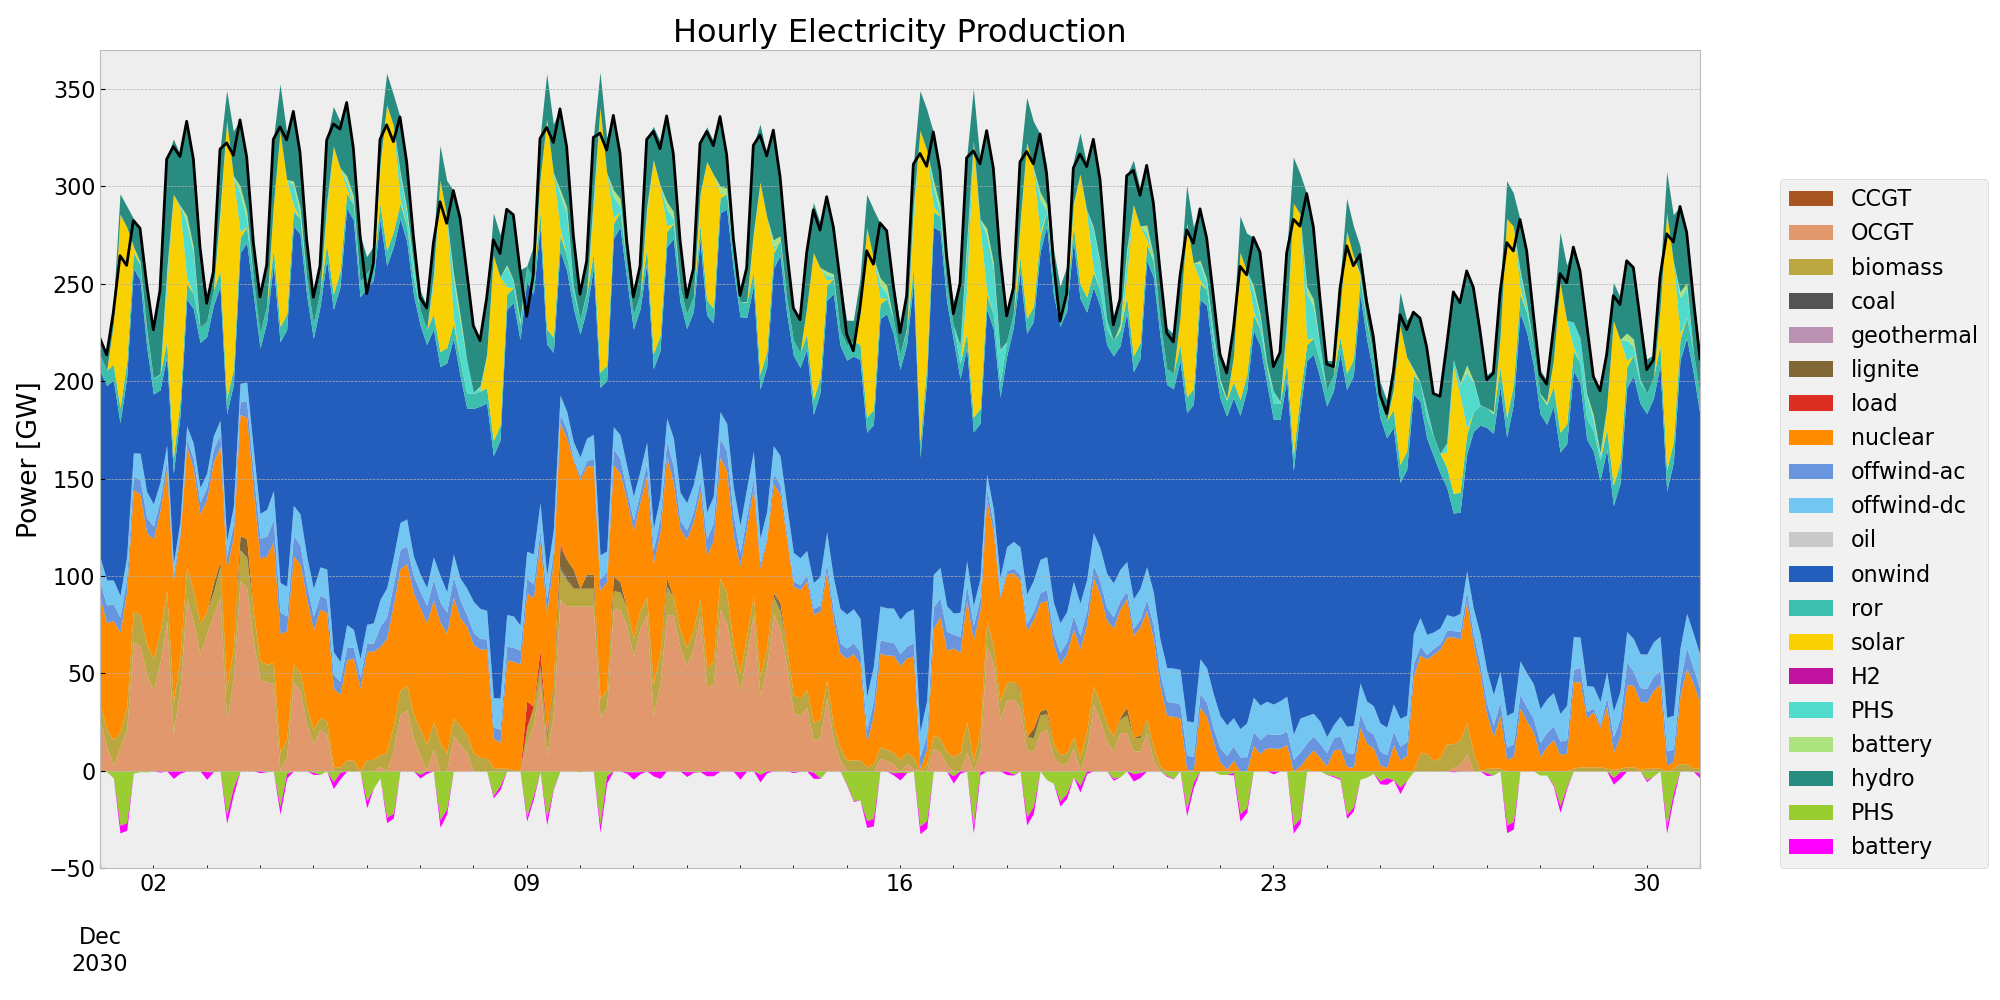 Hourly Electricity Production
Power [GW]
350
300
250
200
150
100
50
0
−50
02
09
16
23
30
Dec
2030
CCGT
OCGT
biomass
coal
geothermal
lignite
load
nuclear
offwind-ac
offwind-dc
oil
onwind
ror
solar
H2
PHS
battery
hydro
PHS
battery